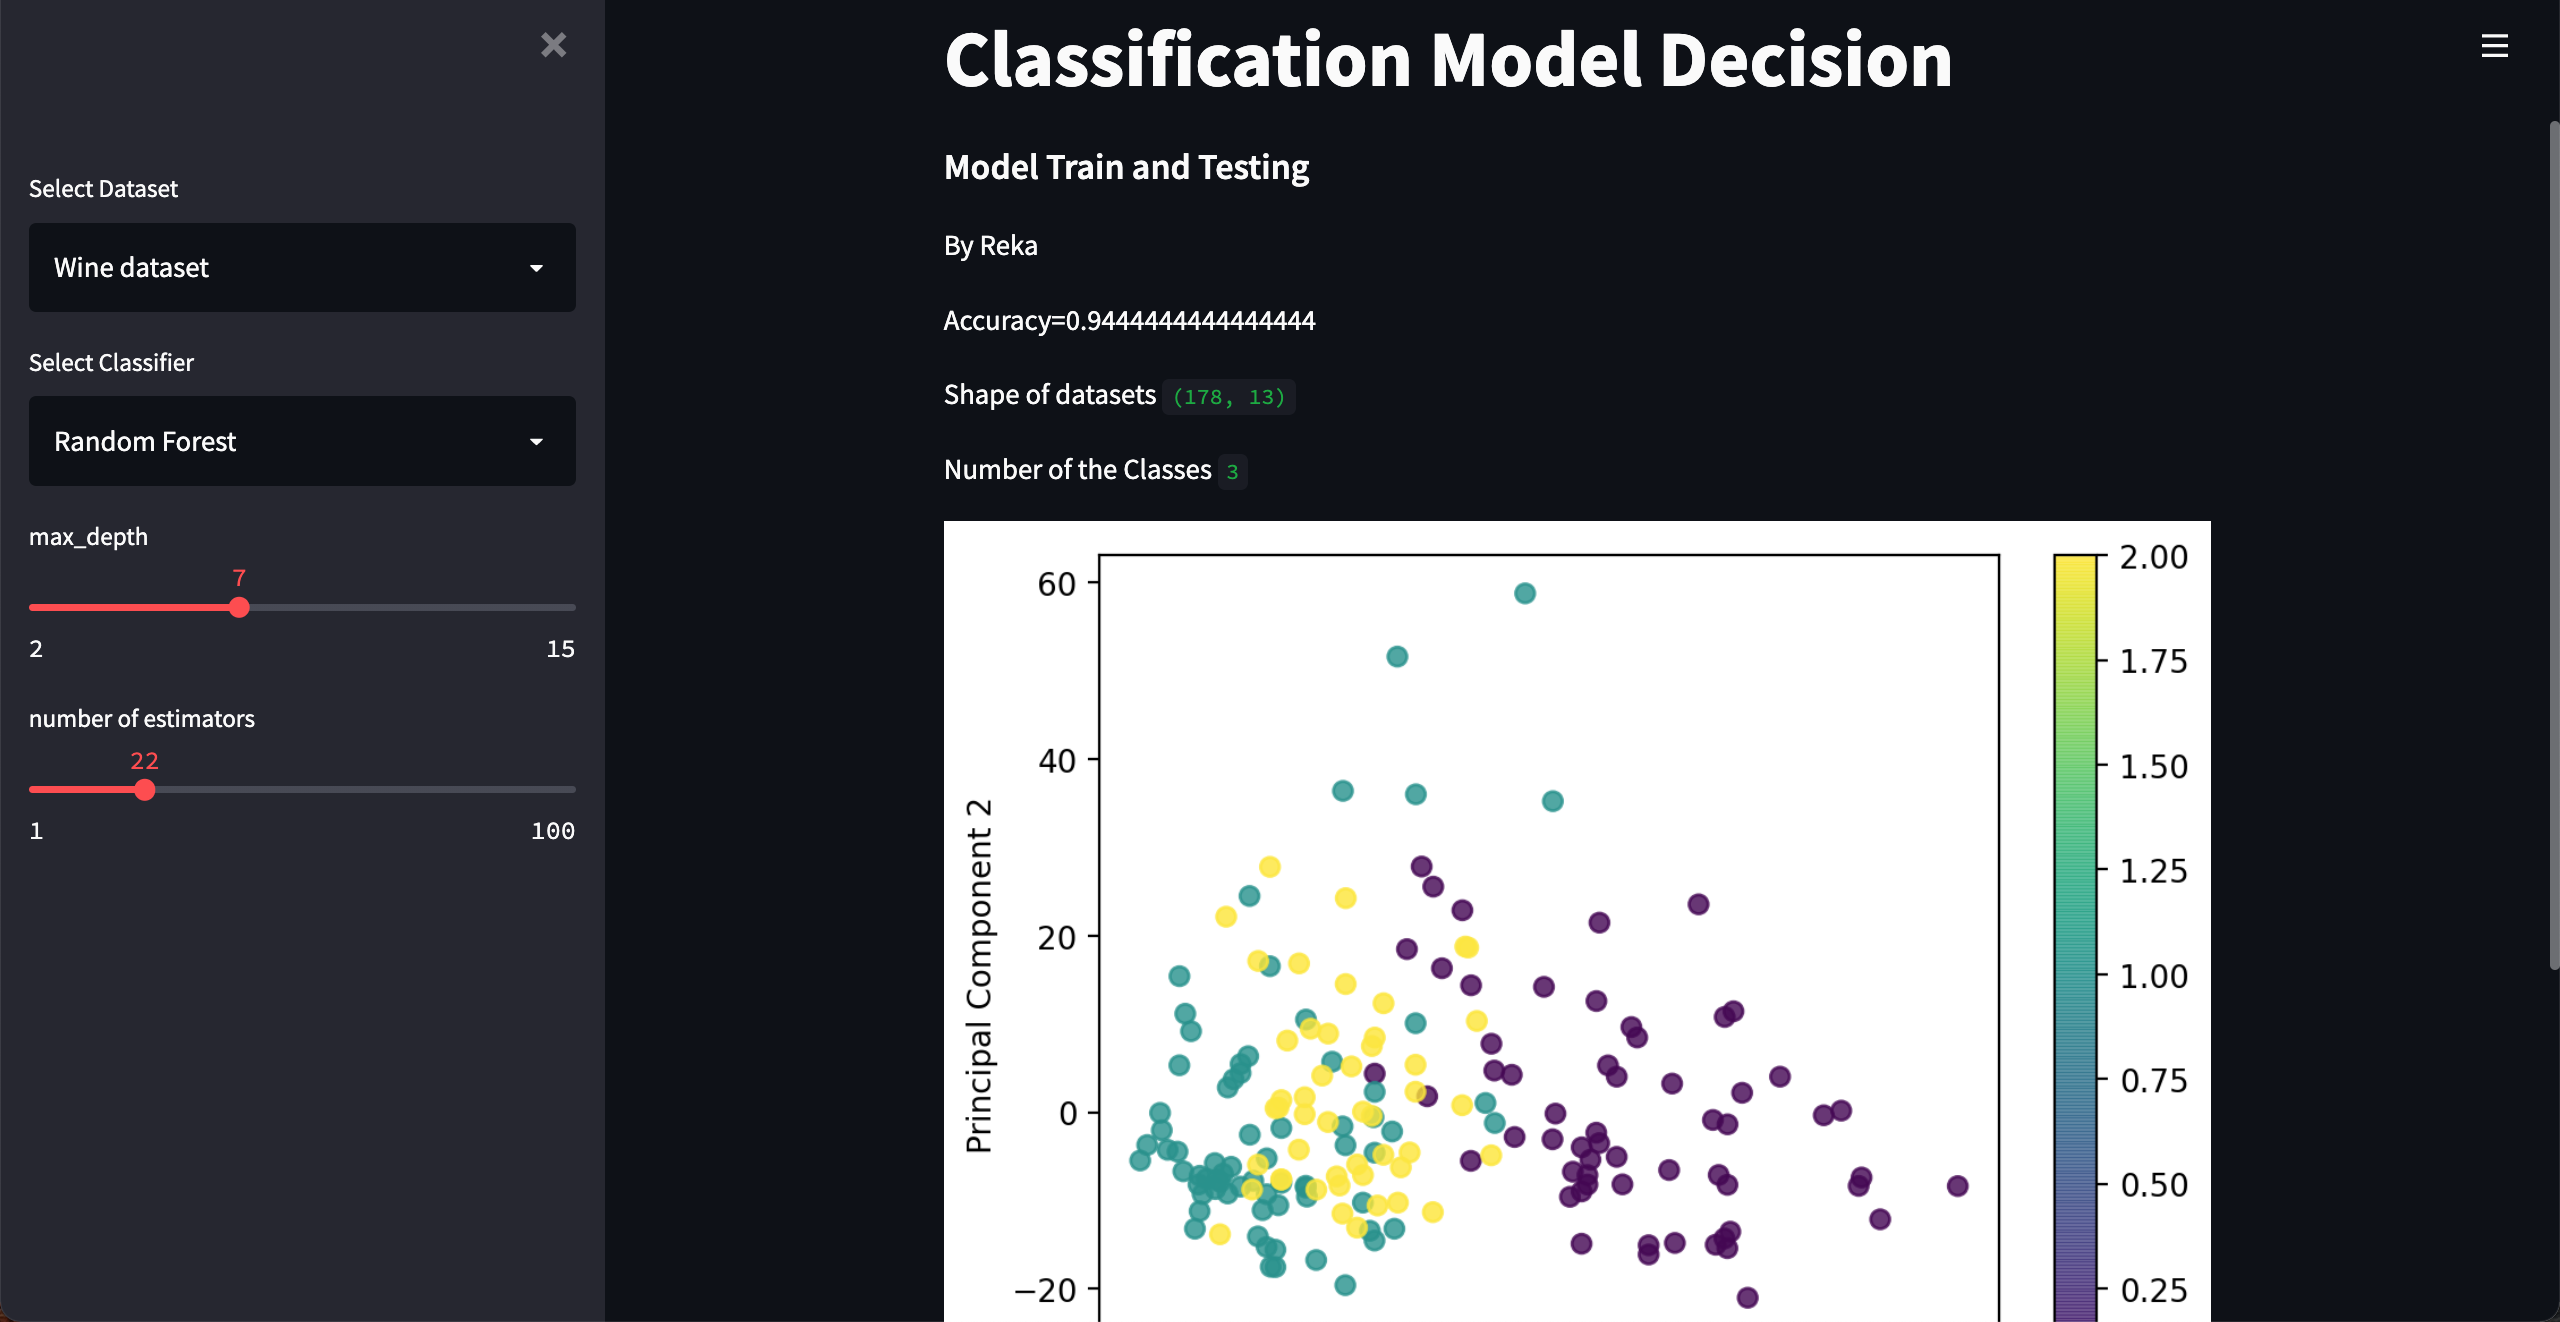 Select Dataset
Wine dataset
Select Classifier
Random Forest
max_depth
7
2 15
number of estimators
22
1 100
Classification Model Decision
Model Train and Testing
By Reka
Accuracy=0.9444444444444444
Shape of datasets (178, 13)
Number of the Classes 3
Principal Component 2
60
40
20
0
−20
2.00
1.75
1.50
1.25
1.00
0.75
0.50
0.25